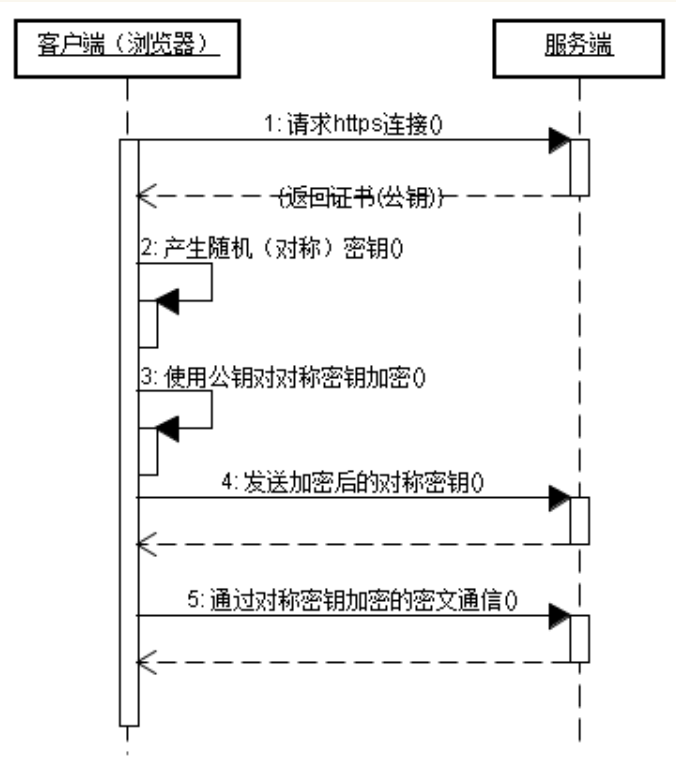 客户端（浏览器）
服务端
1: 请求https连接()
(返回证书(公钥))
2: 产生随机（对称）密钥()
3: 使用公钥对对称密钥加密()
4: 发送加密后的对称密钥()
5: 通过对称密钥加密的密文通信()